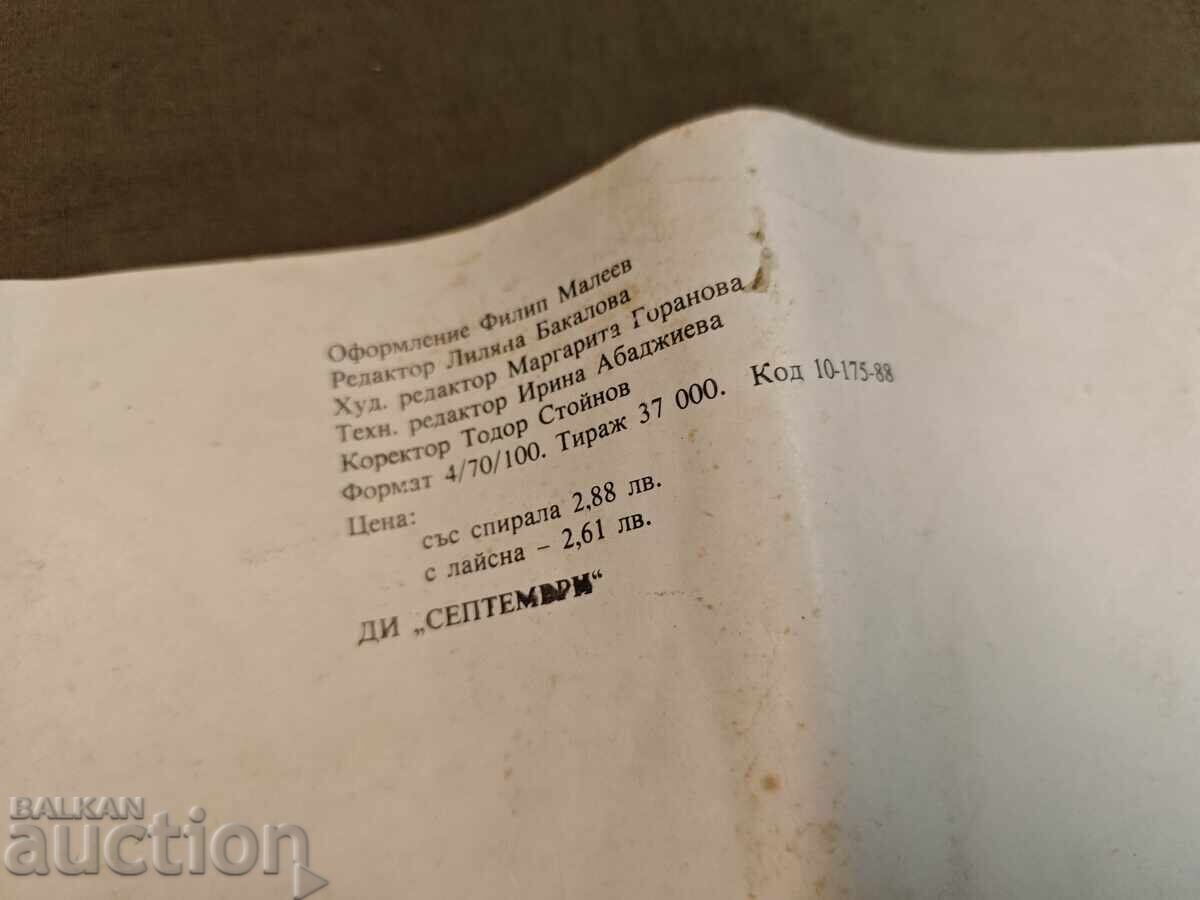 Оформление Филип Малеев
Редактор Лиляна Бакалова
Худ. редактор Маргарита Горанова
Техн. редактор Ирина Абаджиева
Коректор Тодор Стойнов
Формат 4/70/100. Тираж 37 000. Код 10-175-88
Цена:
със спирала 2,88 лв.
с лайсна – 2,61 лв.
ДИ „СЕПТЕМВРИ“
BALKAN
auction